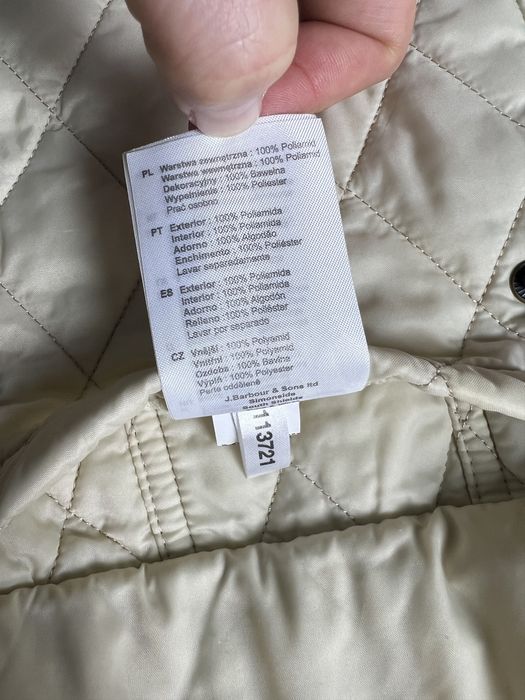 PL Warstwa zewnętrzna : 100% Poliamid
Warstwa wewnętrzna : 100% Poliamid
Dekoracyjny : 100% Bawełna
Wypełnienie : 100% Poliester
Prać osobno
PT Exterior : 100% Poliamida
Interior : 100% Poliamida
Adorno : 100% Algodão
Enchimento : 100% Poliéster
Lavar separadamente
ES Exterior : 100% Poliamida
Interior : 100% Poliamida
Adorno : 100% Algodón
Relleno : 100% Poliéster
Lavar por separado
CZ Vnější : 100% Polyamid
Vnitřní : 100% Polyamid
Ozdoba : 100% Bavlna
Výplň : 100% Polyester
Perte odděleně
J.Barbour & Sons ltd
Simonside
South Shields
13721